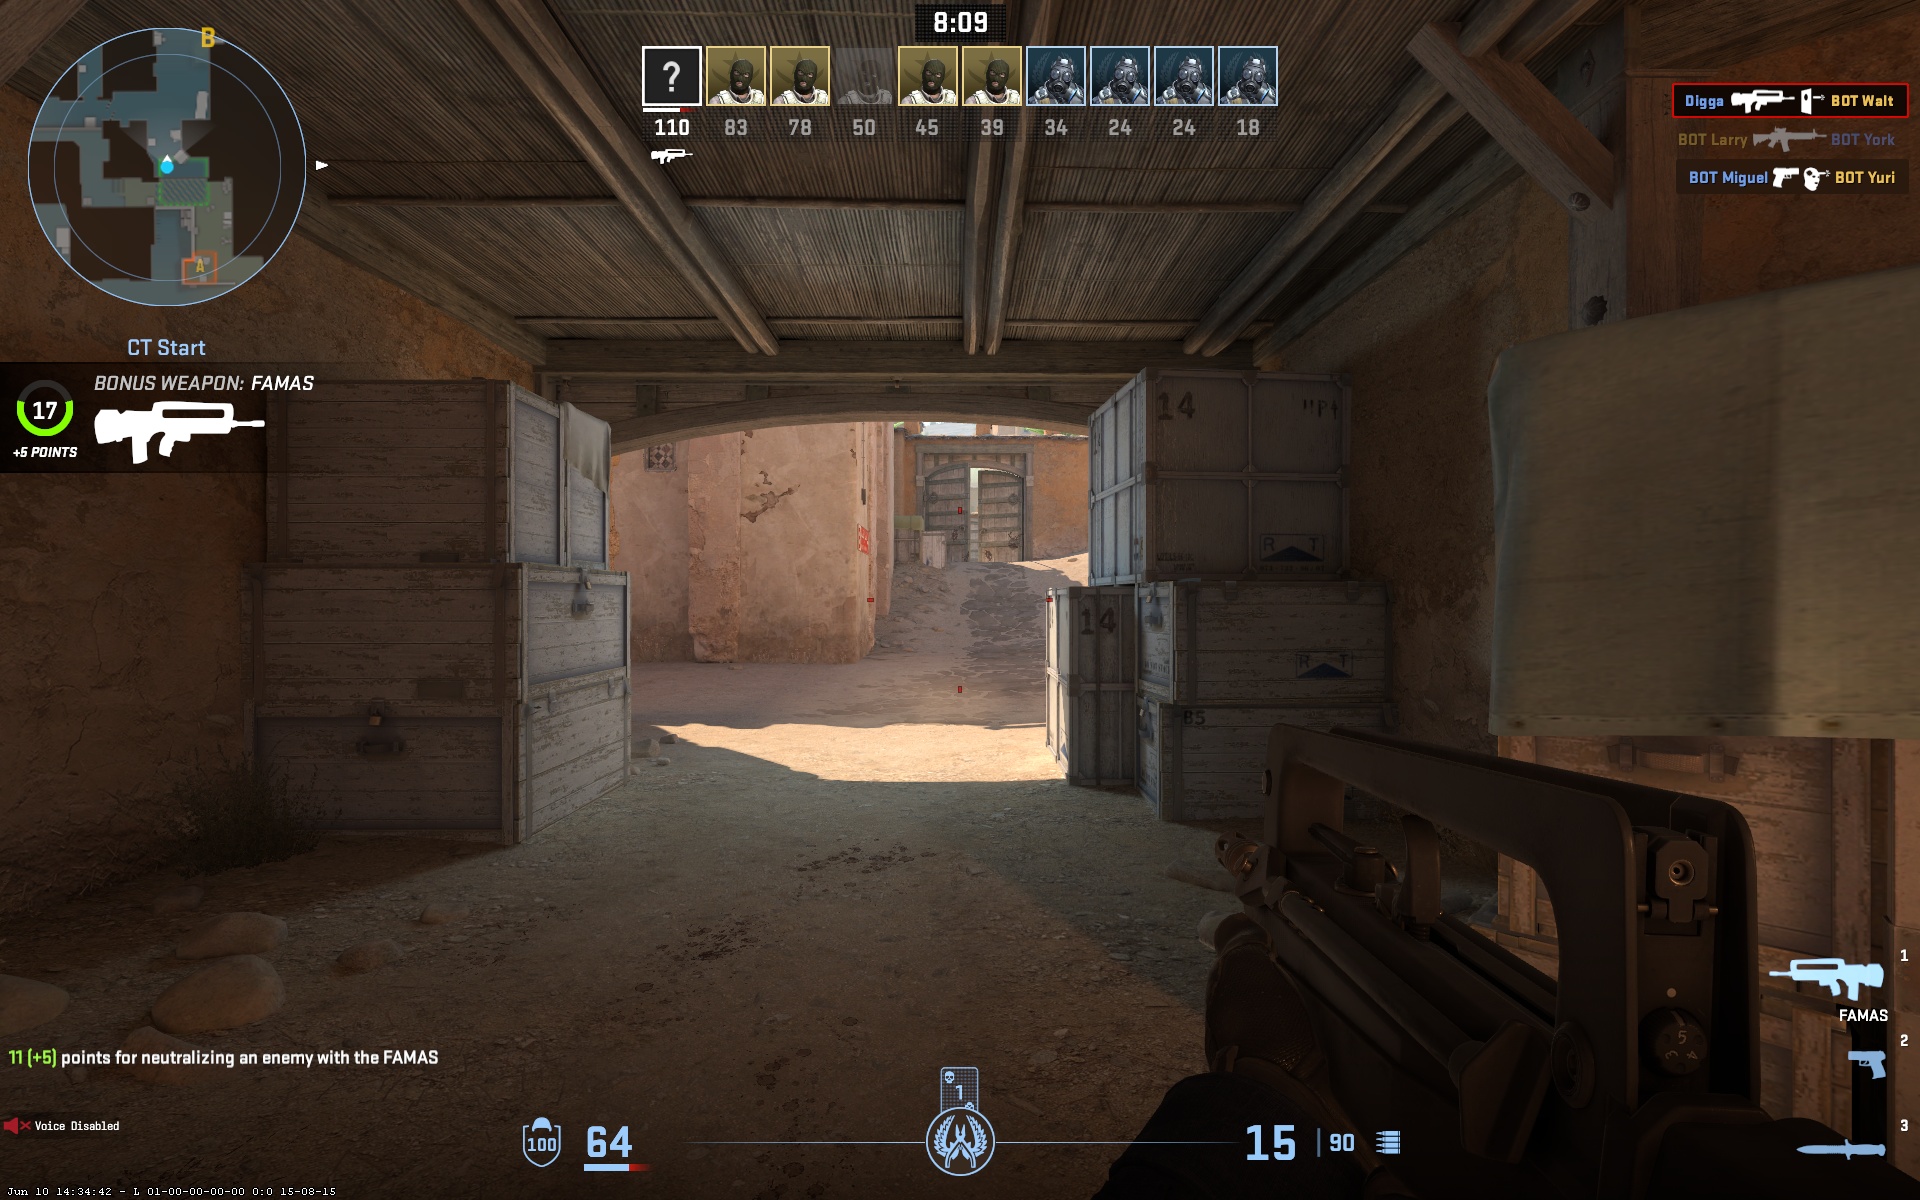 8:09
B
?
110 83 78 50 45 39 34 24 24 18
Digga BOT Walt
BOT Larry BOT York
BOT Miguel BOT Yuri
A
CT Start
BONUS WEAPON: FAMAS
17
+5 POINTS
14
R T
14
R T
85
5
1
FAMAS
2
3
11 (+5) points for neutralizing an enemy with the FAMAS
Voice Disabled
1
100 64
15 90
Jun 10 14:34:42 - L 01-00-00-00-00 0:0 15-08-15